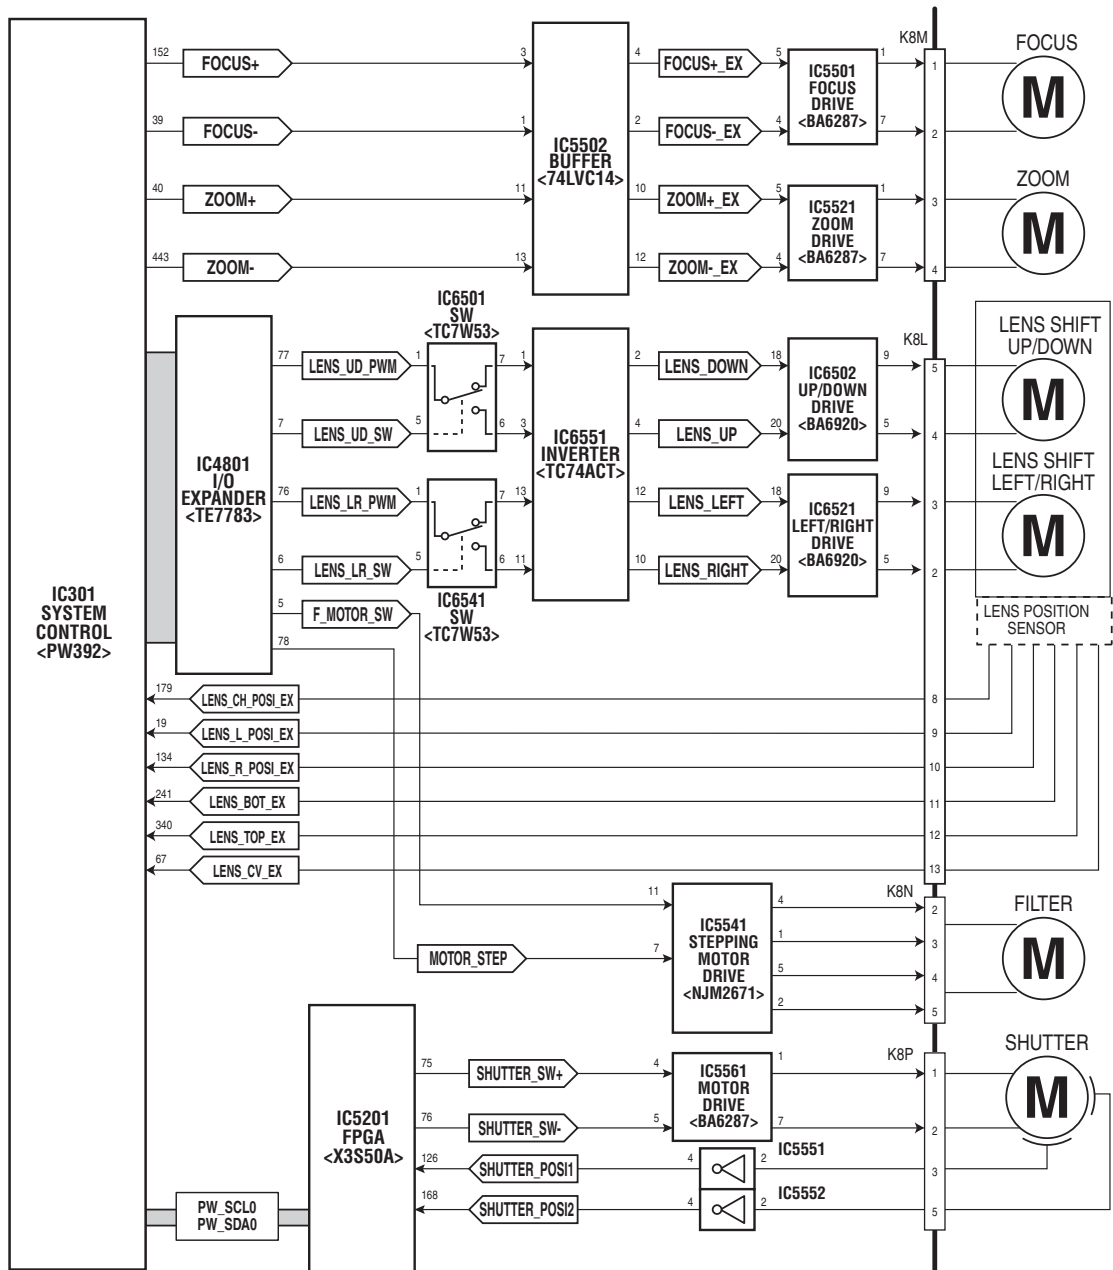 K8M
FOCUS
152
FOCUS+
3
4
FOCUS+_EX
5
IC5501
FOCUS
DRIVE
<BA6287>
1
1
M
39
FOCUS-
1
2
FOCUS-_EX
4
7
2
IC5502
BUFFER
<74LVC14>
40
ZOOM+
11
10
ZOOM+_EX
5
IC5521
ZOOM
DRIVE
<BA6287>
1
3
ZOOM
M
443
ZOOM-
13
12
ZOOM-_EX
4
7
4
IC6501
SW
<TC7W53>
K8L
LENS SHIFT
UP/DOWN
77
LENS_UD_PWM
1
7
1
2
LENS_DOWN
18
IC6502
UP/DOWN
DRIVE
<BA6920>
9
5
M
7
LENS_UD_SW
5
6
3
4
LENS_UP
20
5
4
IC4801
I/O
EXPANDER
<TE7783>
IC6551
INVERTER
<TC74ACT>
LENS SHIFT
LEFT/RIGHT
76
LENS_LR_PWM
1
7
13
12
LENS_LEFT
18
IC6521
LEFT/RIGHT
DRIVE
<BA6920>
9
3
M
6
LENS_LR_SW
5
6
11
10
LENS_RIGHT
20
5
2
IC6541
SW
<TC7W53>
IC301
SYSTEM
CONTROL
<PW392>
5
F_MOTOR_SW
78
LENS POSITION
SENSOR
179
LENS_CH_POSI_EX
8
19
LENS_L_POSI_EX
9
134
LENS_R_POSI_EX
10
241
LENS_BOT_EX
11
340
LENS_TOP_EX
12
67
LENS_CV_EX
13
K8N
FILTER
11
IC5541
STEPPING
MOTOR
DRIVE
<NJM2671>
4
2
1
3
M
MOTOR_STEP
7
5
4
2
5
K8P
SHUTTER
75
SHUTTER_SW+
4
IC5561
MOTOR
DRIVE
<BA6287>
1
1
M
IC5201
FPGA
<X3S50A>
76
SHUTTER_SW-
5
7
2
IC5551
126
SHUTTER_POSI1
4
2
3
IC5552
168
SHUTTER_POSI2
4
2
5
PW_SCL0
PW_SDA0